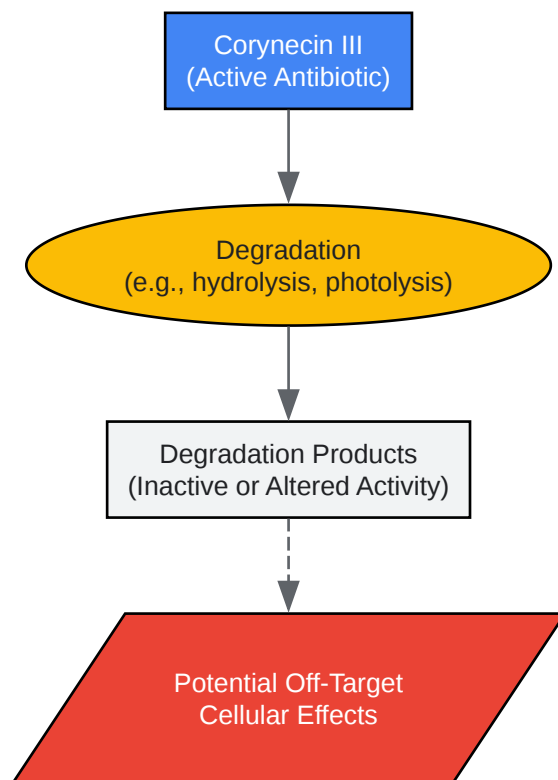 Corynecin III
(Active Antibiotic)
Degradation
(e.g., hydrolysis, photolysis)
Degradation Products
(Inactive or Altered Activity)
Potential Off-Target
Cellular Effects